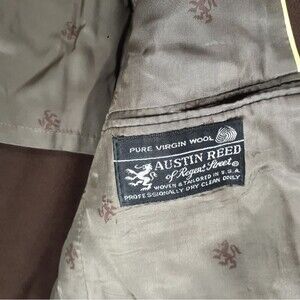 PURE VIRGIN WOOL
AUSTIN REED
of Regent Street
WOVEN & TAILORED IN U.S.A.
PROFESSIONALLY DRY CLEAN ONLY